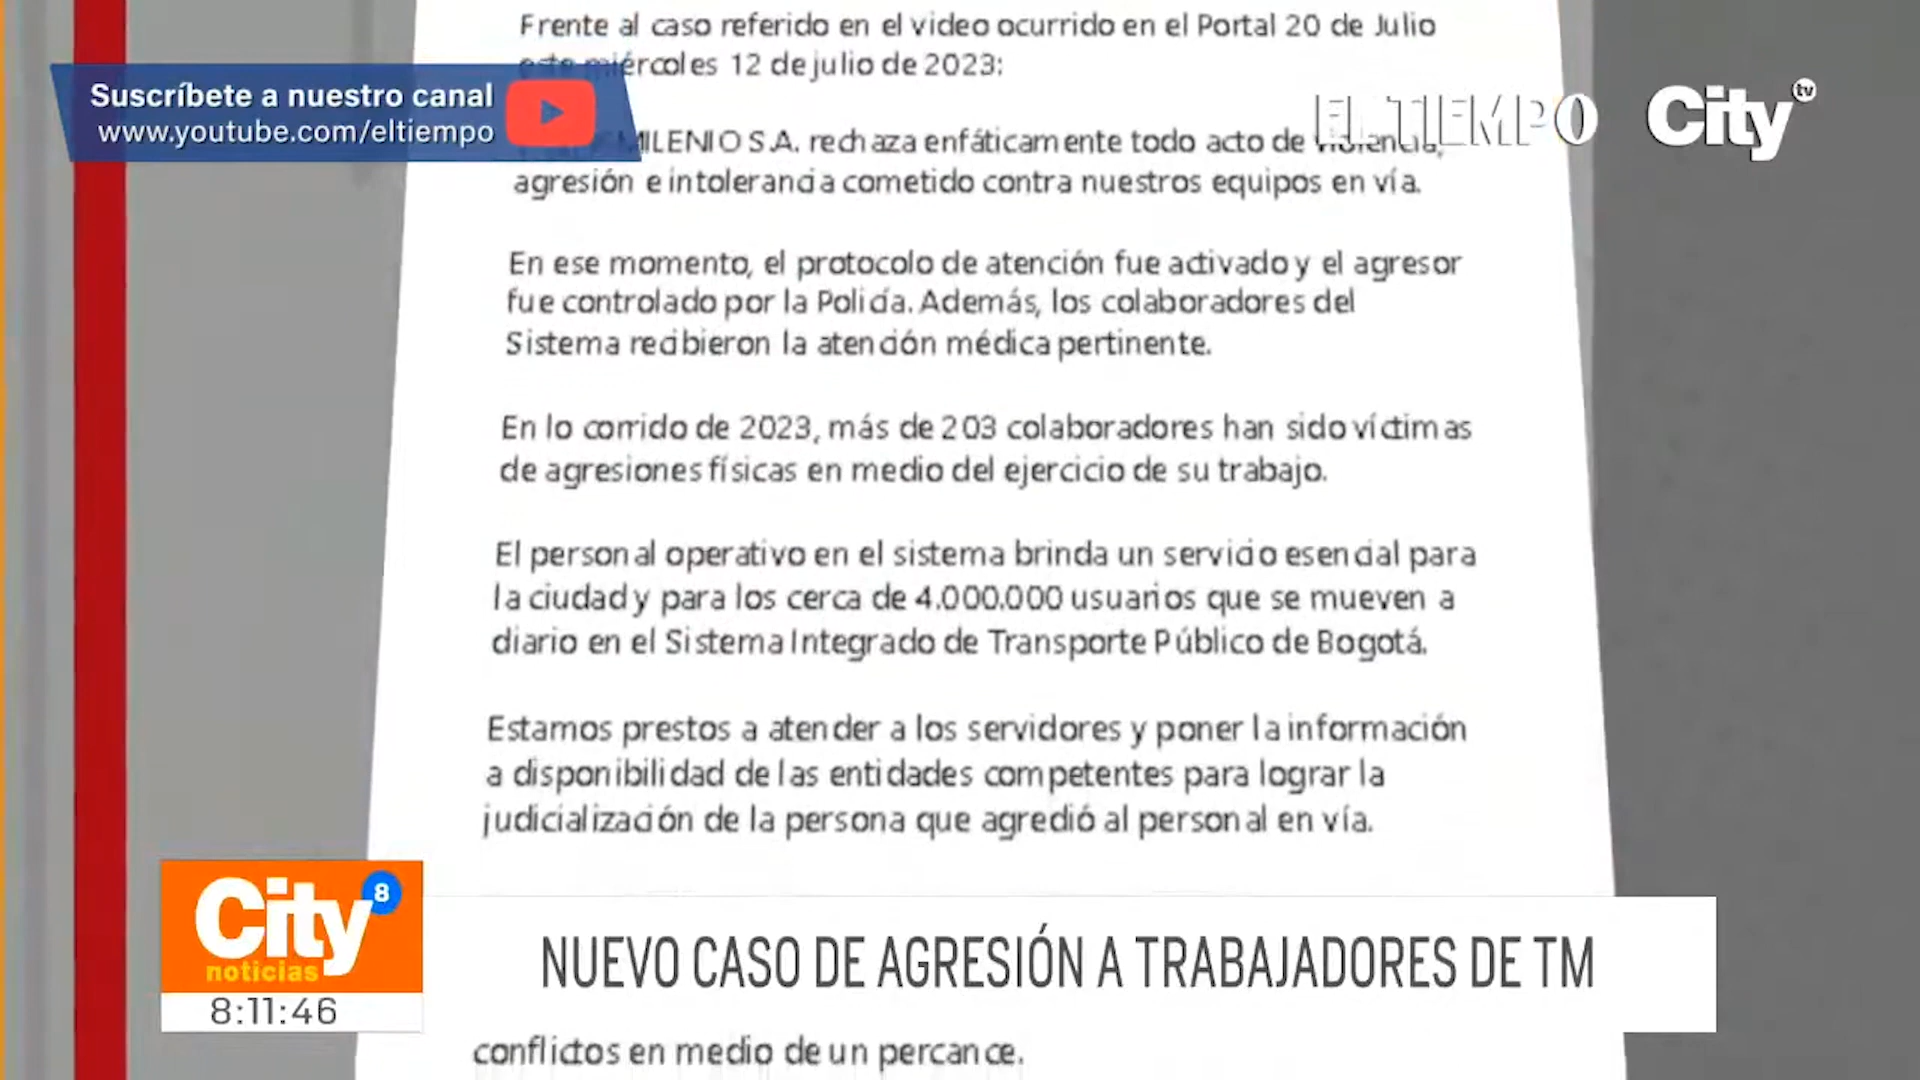 Frente al caso referido en el video ocurrido en el Portal 20 de Julio
este miércoles 12 de julio de 2023:
Suscríbete a nuestro canal
www.youtube.com/eltiempo
EL TIEMPO City tv
MILENIO S.A. rechaza enfáticamente todo acto de violencia,
agresión e intolerancia cometido contra nuestros equipos en vía.
En ese momento, el protocolo de atención fue activado y el agresor
fue controlado por la Policía. Además, los colaboradores del
Sistema recibieron la atención médica pertinente.
En lo corrido de 2023, más de 203 colaboradores han sido víctimas
de agresiones físicas en medio del ejercicio de su trabajo.
El personal operativo en el sistema brinda un servicio esencial para
la ciudad y para los cerca de 4.000.000 usuarios que se mueven a
diario en el Sistema Integrado de Transporte Público de Bogotá.
Estamos prestos a atender a los servidores y poner la información
a disponibilidad de las entidades competentes para lograr la
judicialización de la persona que agredió al personal en vía.
City 8
noticias
8:11:46
NUEVO CASO DE AGRESIÓN A TRABAJADORES DE TM
conflictos en medio de un percance.